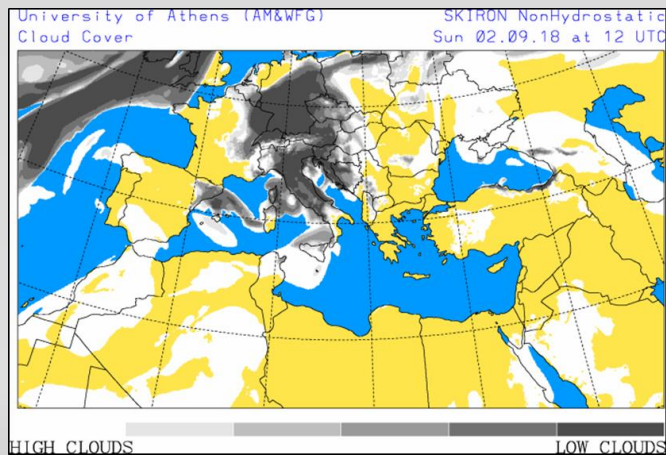 University of Athens (AM&WFG) SKIRON NonHydrostatic
Cloud Cover Sun 02.09.18 at 12 UTC
HIGH CLOUDS LOW CLOUDS